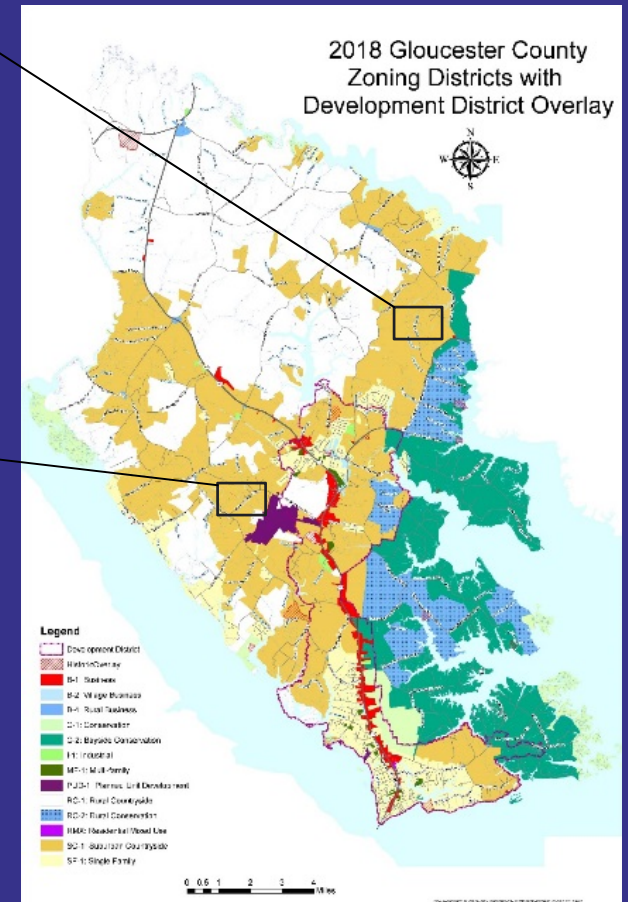 2018 Gloucester County
Zoning Districts with
Development District Overlay
N
W E
S
Legend
Development District
HistoricOverlay
B-1: Business
B-2: Village Business
B-4: Rural Business
C-1: Conservation
C-2: Bayside Conservation
I-1: Industrial
MF-1: Multi-family
PUD-1: Planned Unit Development
RC-1: Rural Countryside
RC-2: Rural Conservation
RMX: Residential Mixed Use
SC-1: Suburban Countryside
SF-1: Single Family
0 0.5 1 2 3 4
Miles